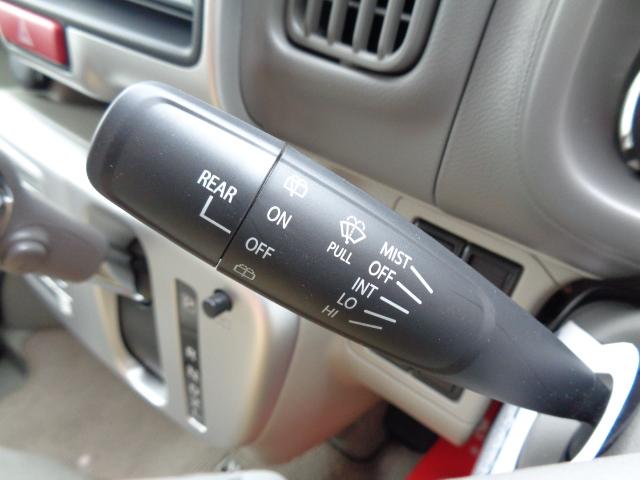 REAR
ON
OFF
PULL
MIST
OFF
INT
LO
HI